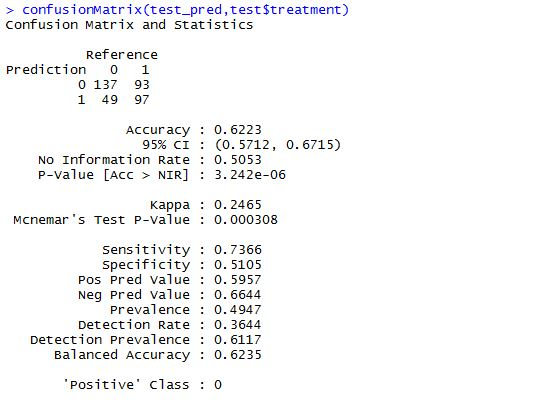 > confusionMatrix(test_pred,test$treatment)
Confusion Matrix and Statistics
Reference
Prediction 0 1
0 137 93
1 49 97
Accuracy : 0.6223
95% CI : (0.5712, 0.6715)
No Information Rate : 0.5053
P-Value [Acc > NIR] : 3.242e-06
Kappa : 0.2465
Mcnemar's Test P-Value : 0.000308
Sensitivity : 0.7366
Specificity : 0.5105
Pos Pred Value : 0.5957
Neg Pred Value : 0.6644
Prevalence : 0.4947
Detection Rate : 0.3644
Detection Prevalence : 0.6117
Balanced Accuracy : 0.6235
'Positive' Class : 0